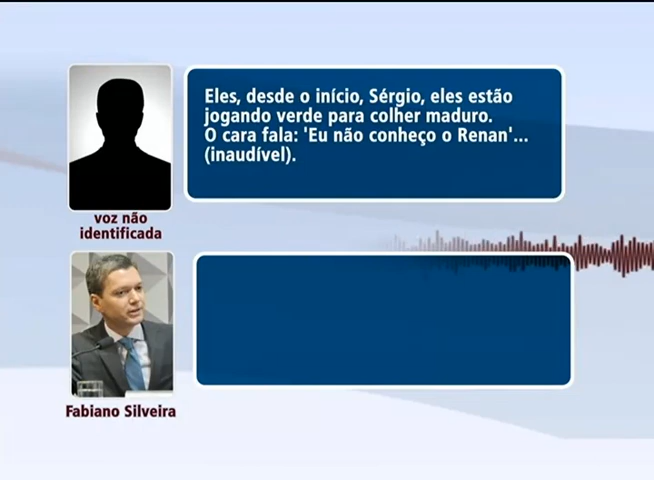 Eles, desde o início, Sérgio, eles estão
jogando verde para colher maduro.
O cara fala: 'Eu não conheço o Renan'...
(inaudível).
voz não
identificada
Fabiano Silveira